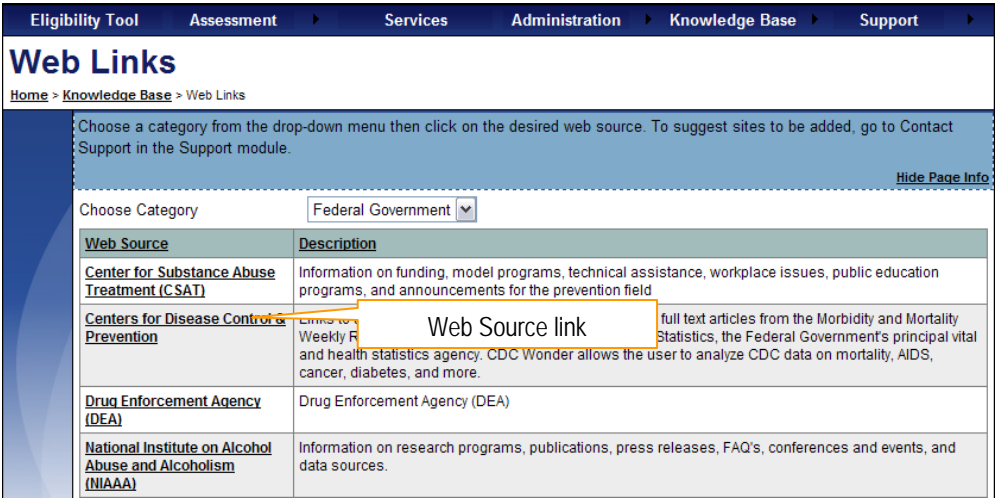 Eligibility Tool Assessment Services Administration Knowledge Base Support
Web Links
Home > Knowledge Base > Web Links
Choose a category from the drop-down menu then click on the desired web source. To suggest sites to be added, go to Contact
Support in the Support module.
Hide Page Info
Choose Category Federal Government
Web Source Description
Center for Substance Abuse
Treatment (CSAT)
Information on funding, model programs, technical assistance, workplace issues, public education
programs, and announcements for the prevention field
Centers for Disease Control &
Prevention
Links to full text articles from the Morbidity and Mortality
Weekly Statistics, the Federal Government's principal vital
and health statistics agency. CDC Wonder allows the user to analyze CDC data on mortality, AIDS,
cancer, diabetes, and more.
Web Source link
Drug Enforcement Agency
(DEA)
Drug Enforcement Agency (DEA)
National Institute on Alcohol
Abuse and Alcoholism
(NIAAA)
Information on research programs, publications, press releases, FAQ's, conferences and events, and
data sources.